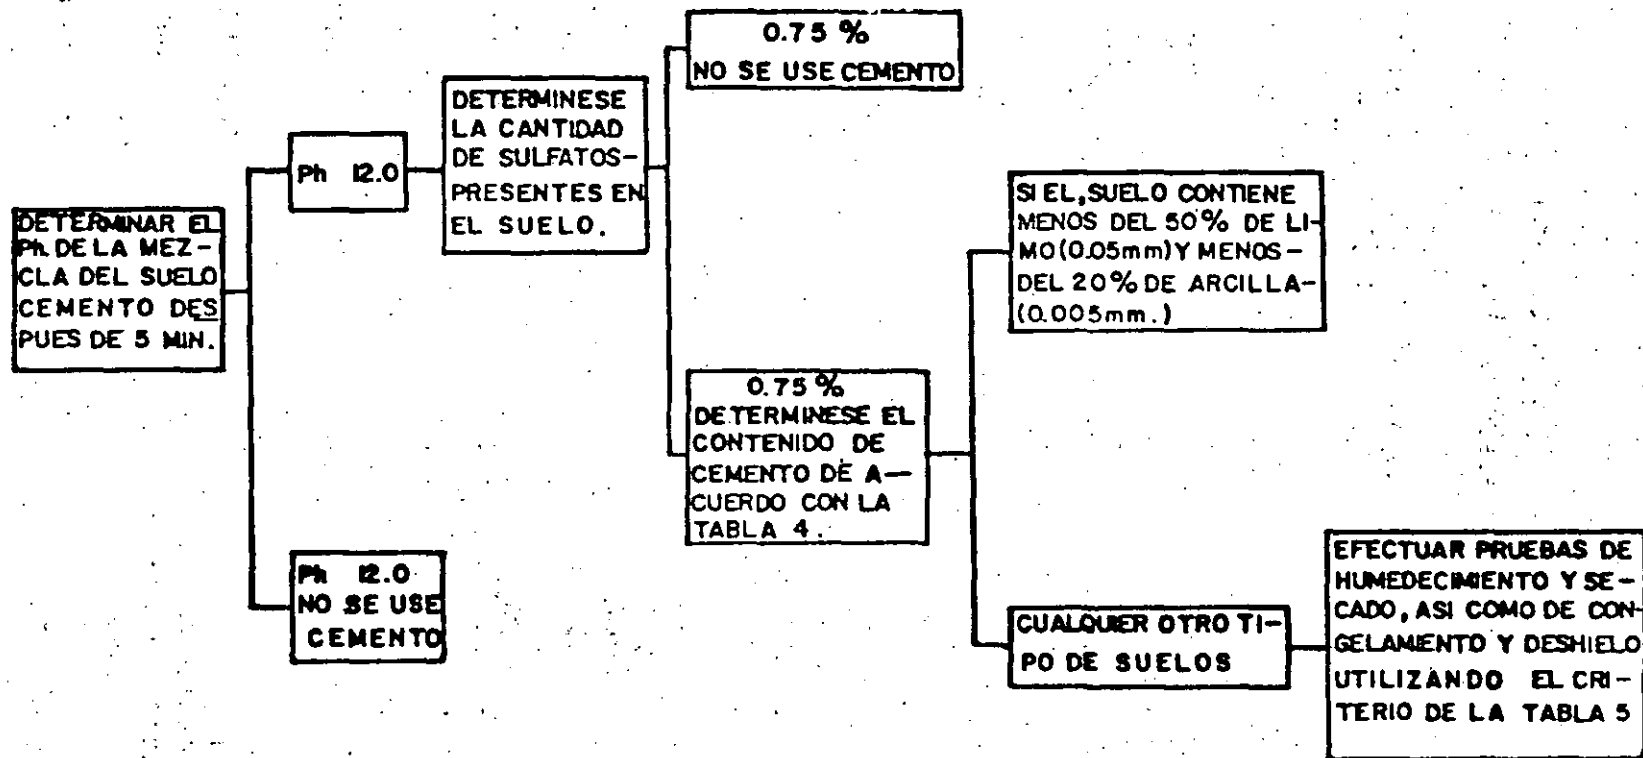 DETERMINAR EL
Ph. DE LA MEZ-
CLA DEL SUELO
CEMENTO DES
PUES DE 5 MIN.
Ph 12.0
DETERMINESE
LA CANTIDAD
DE SULFATOS-
PRESENTES EN
EL SUELO.
0.75 %
NO SE USE CEMENTO
Ph 12.0
NO SE USE
CEMENTO
0.75 %
DETERMINESE EL
CONTENIDO DE
CEMENTO DE A-
CUERDO CON LA
TABLA 4.
SI EL, SUELO CONTIENE
MENOS DEL 50% DE LI-
MO (0.05mm) Y MENOS-
DEL 20% DE ARCILLA-
(0.005mm.)
CUALQUIER OTRO TI-
PO DE SUELOS
EFECTUAR PRUEBAS DE
HUMEDECIMIENTO Y SE-
CADO, ASI COMO DE CON-
GELAMIENTO Y DESHIELO
UTILIZANDO EL CRI-
TERIO DE LA TABLA 5